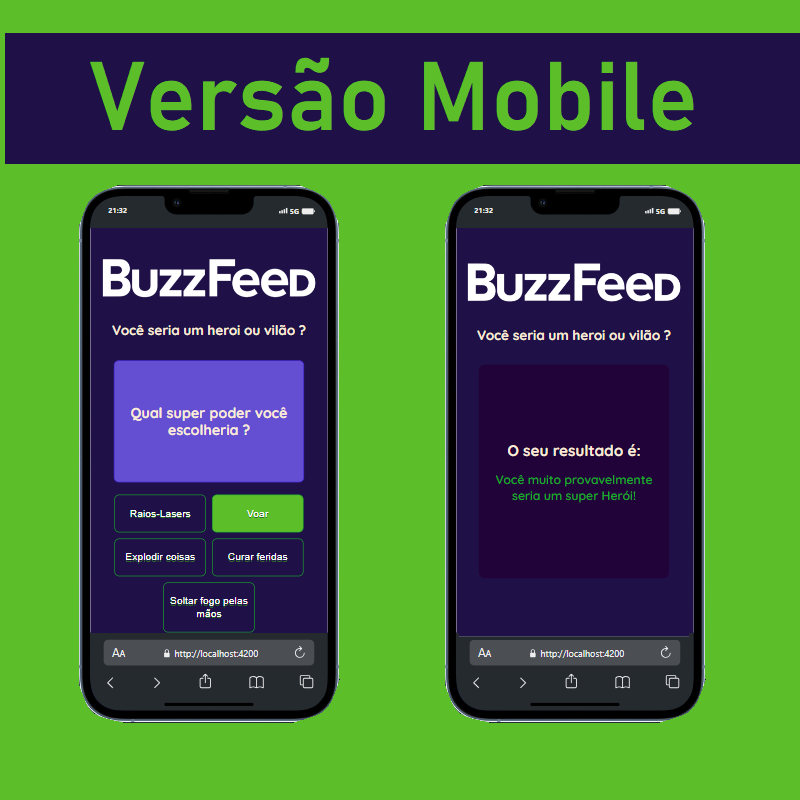 Versão Mobile
21:32
5G
BuzzFeed
Você seria um heroi ou vilão ?
Qual super poder você
escolheria ?
Raios-Lasers
Voar
Explodir coisas
Curar feridas
Soltar fogo pelas
mãos
AA
http://localhost:4200
21:32
5G
BuzzFeed
Você seria um heroi ou vilão ?
O seu resultado é:
Você muito provavelmente
seria um super Herói!
AA
http://localhost:4200